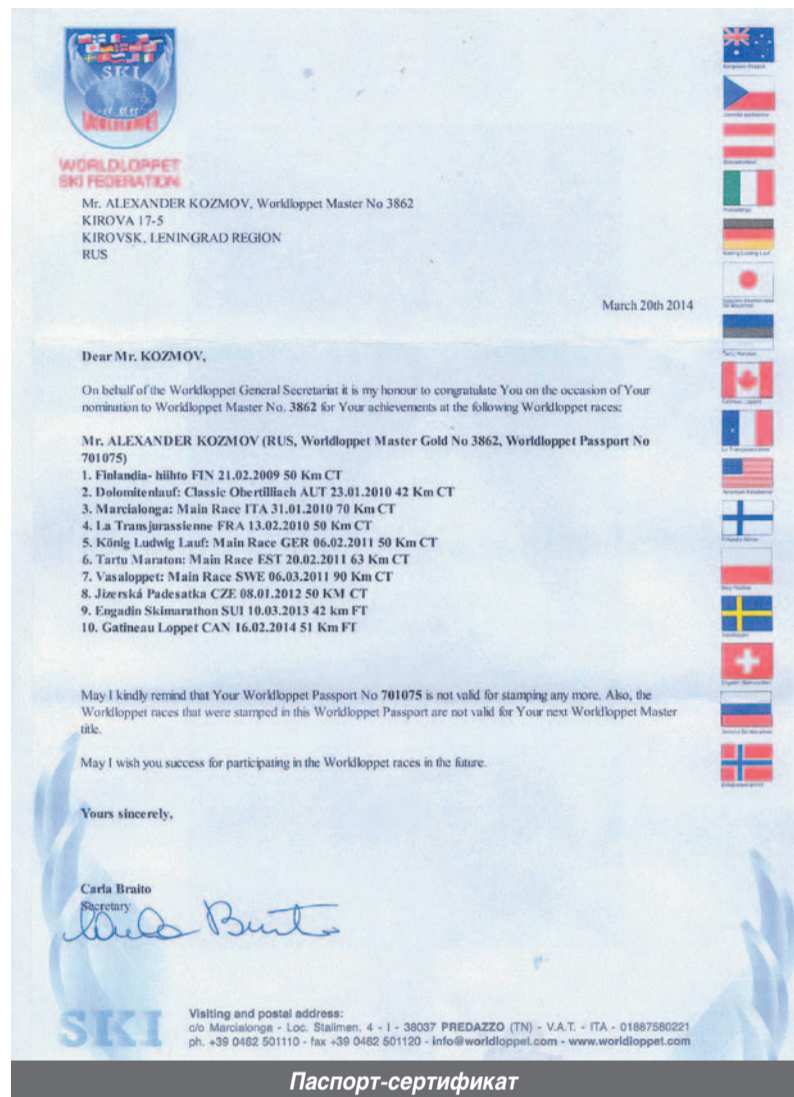 SKI
WORLDLOPPET
WORLDLOPPET
SKI FEDERATION
Mr. ALEXANDER KOZMOV, Worldloppet Master No 3862
KIROVA 17-5
KIROVSK, LENINGRAD REGION
RUS
March 20th 2014
Dear Mr. KOZMOV,
On behalf of the Worldloppet General Secretariat it is my honour to congratulate You on the occasion of Your
nomination to Worldloppet Master No. 3862 for Your achievements at the following Worldloppet races:
Mr. ALEXANDER KOZMOV (RUS, Worldloppet Master Gold No 3862, Worldloppet Passport No
701075)
1. Finlandia- hiihto FIN 21.02.2009 50 Km CT
2. Dolomitenlauf: Classic Obertilliach AUT 23.01.2010 42 Km CT
3. Marcialonga: Main Race ITA 31.01.2010 70 Km CT
4. La Transjurassienne FRA 13.02.2010 50 Km CT
5. König Ludwig Lauf: Main Race GER 06.02.2011 50 Km CT
6. Tartu Maraton: Main Race EST 20.02.2011 63 Km CT
7. Vasaloppet: Main Race SWE 06.03.2011 90 Km CT
8. Jizerská Padesatka CZE 08.01.2012 50 KM CT
9. Engadin Skimarathon SUI 10.03.2013 42 km FT
10. Gatineau Loppet CAN 16.02.2014 51 Km FT
May I kindly remind that Your Worldloppet Passport No 701075 is not valid for stamping any more. Also, the
Worldloppet races that were stamped in this Worldloppet Passport are not valid for Your next Worldloppet Master
title.
May I wish you success for participating in the Worldloppet races in the future.
Yours sincerely,
Carla Braito
Secretary
SKI
Visiting and postal address:
c/o Marcialonga - Loc. Stalimen, 4 - I - 38037 PREDAZZO (TN) - V.A.T. - ITA - 01887580221
ph. +39 0462 501110 - fax +39 0462 501120 - info@worldloppet.com - www.worldloppet.com
Паспорт-сертификат